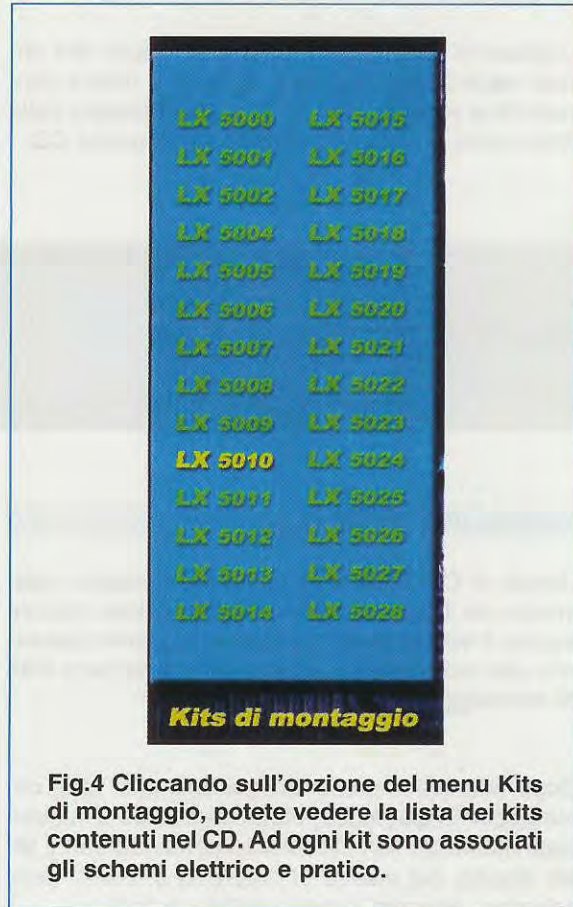 LX 5000 LX 5015
LX 5001 LX 5016
LX 5002 LX 5017
LX 5004 LX 5018
LX 5005 LX 5019
LX 5006 LX 5020
LX 5007 LX 5021
LX 5008 LX 5022
LX 5009 LX 5023
LX 5010 LX 5024
LX 5011 LX 5025
LX 5012 LX 5026
LX 5013 LX 5027
LX 5014 LX 5028
Kits di montaggio
Fig.4 Cliccando sull'opzione del menu Kits
di montaggio, potete vedere la lista dei kits
contenuti nel CD. Ad ogni kit sono associati
gli schemi elettrico e pratico.